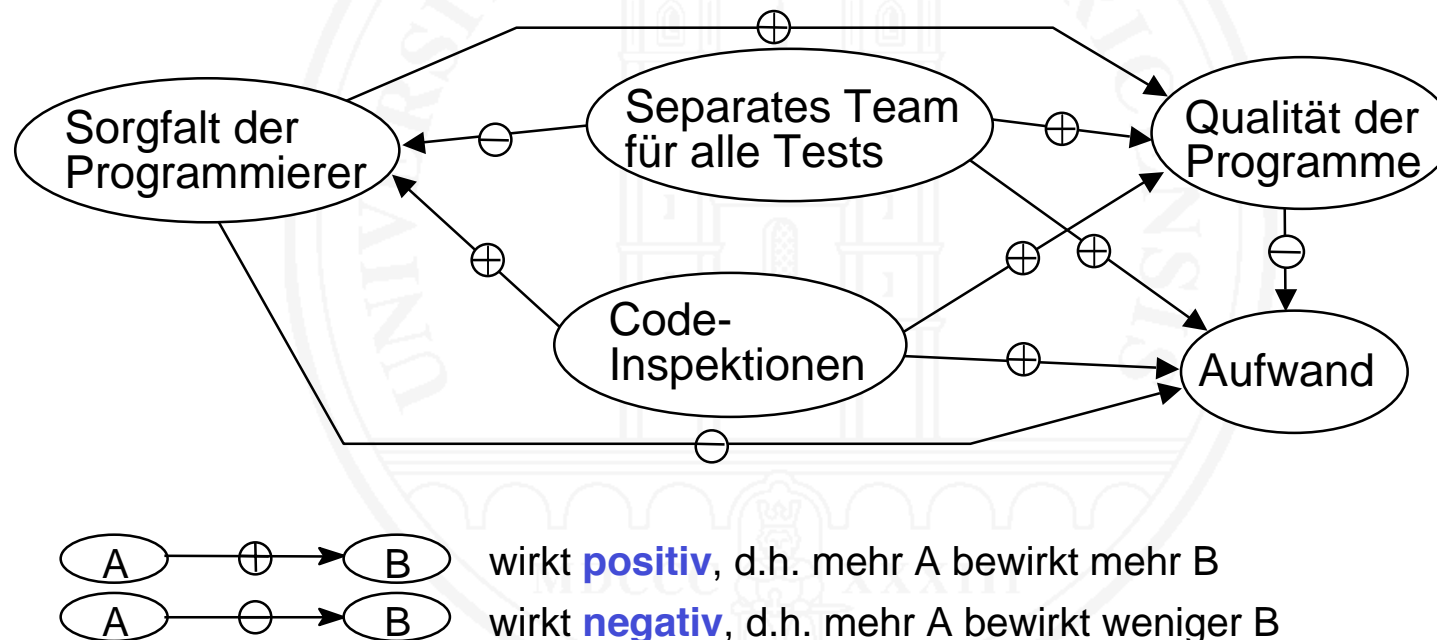 Sorgfalt der
Programmierer
Separates Team
für alle Tests
Qualität der
Programme
Code-
Inspektionen
Aufwand
A B wirkt positiv, d.h. mehr A bewirkt mehr B
A B wirkt negativ, d.h. mehr A bewirkt weniger B